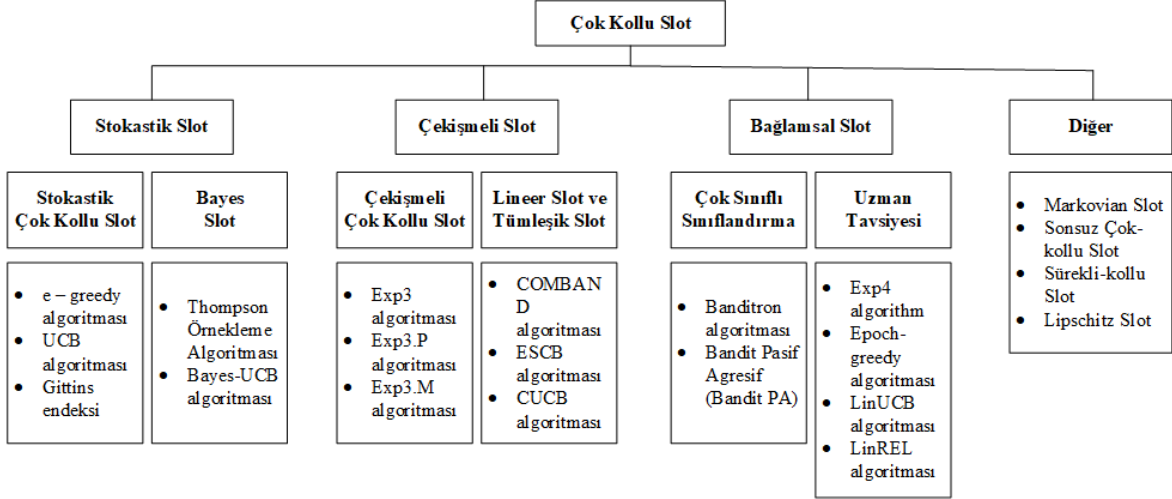 Çok Kollu Slot
Stokastik Slot
Çekişmeli Slot
Bağlamsal Slot
Diğer
Stokastik
Çok Kollu Slot
Bayes
Slot
Çekişmeli
Çok Kollu Slot
Lineer Slot ve
Tümleşik Slot
Çok Sınıflı
Sınıflandırma
Uzman
Tavsiyesi
• Markovian Slot
• Sonsuz Çok-
kollu Slot
• Sürekli-kollu
Slot
• Lipschitz Slot
• e – greedy
algoritması
• UCB
algoritması
• Gittins
endeksi
• Thompson
Örnekleme
Algoritması
• Bayes-UCB
algoritması
• Exp3
algoritması
• Exp3.P
algoritması
• Exp3.M
algoritması
• COMBAN
D
algoritması
• ESCB
algoritması
• CUCB
algoritması
• Banditron
algoritması
• Bandit Pasif
Agresif
(Bandit PA)
• Exp4
algorithm
• Epoch-
greedy
algoritması
• LinUCB
algoritması
• LinREL
algoritması